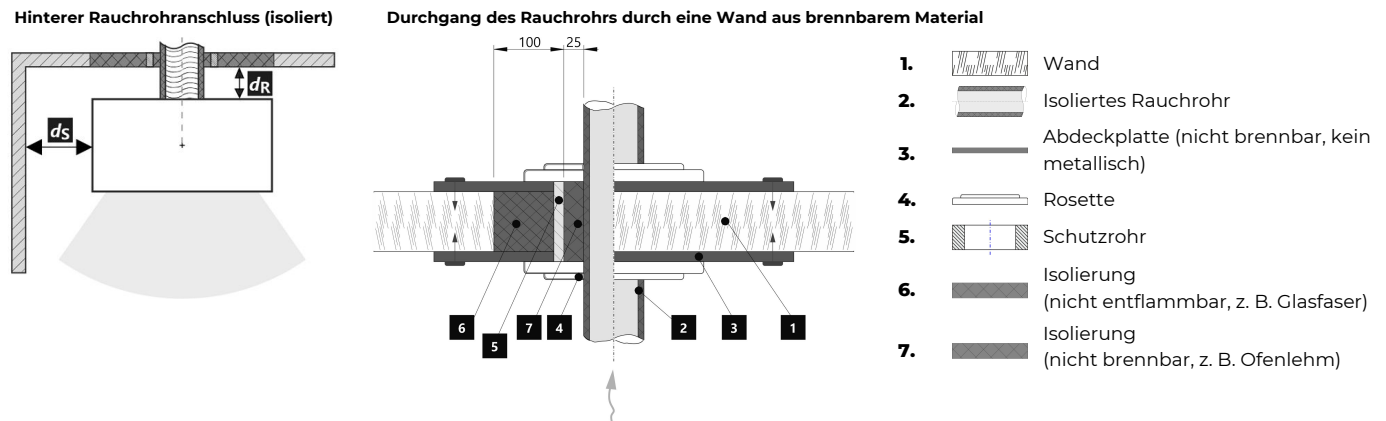 Hinterer Rauchrohranschluss (isoliert)
dR
dS
Durchgang des Rauchrohrs durch eine Wand aus brennbarem Material
100 25
6
5
7
4
2
3
1
1. Wand
2. Isoliertes Rauchrohr
3. Abdeckplatte (nicht brennbar, kein
metallisch)
4. Rosette
5. Schutzrohr
6. Isolierung
(nicht entflammbar, z. B. Glasfaser)
7. Isolierung
(nicht brennbar, z. B. Ofenlehm)